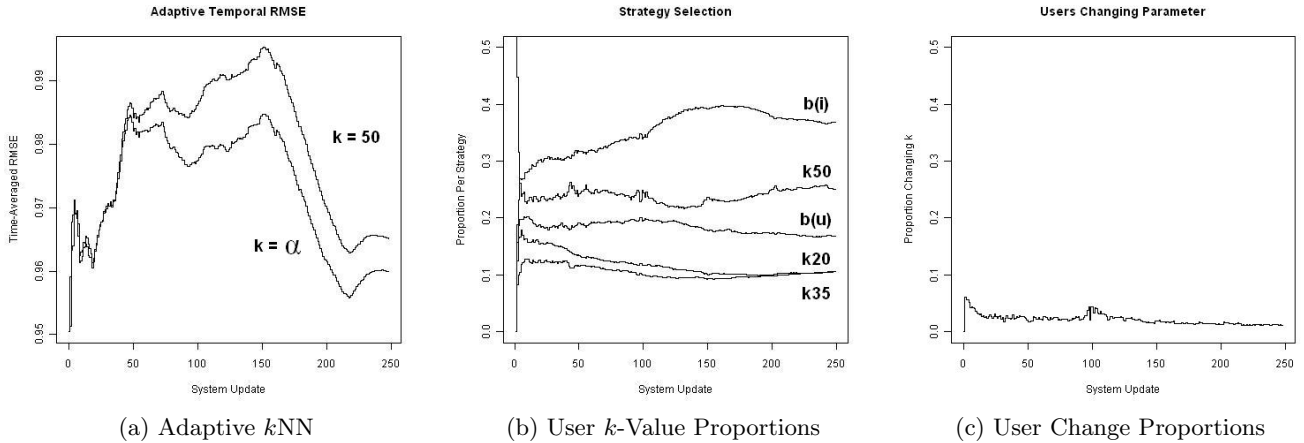 Adaptive Temporal RMSE
Time-Averaged RMSE
0.99
0.98
0.97
0.96
0.95
k = 50
k = α
0 50 100 150 200 250
System Update
(a) Adaptive kNN
Strategy Selection
Proportion Per Strategy
0.5
0.4
0.3
0.2
0.1
0.0
b(i)
k50
b(u)
k20
k35
0 50 100 150 200 250
System Update
(b) User k-Value Proportions
Users Changing Parameter
Proportion Changing k
0.5
0.4
0.3
0.2
0.1
0.0
0 50 100 150 200 250
System Update
(c) User Change Proportions